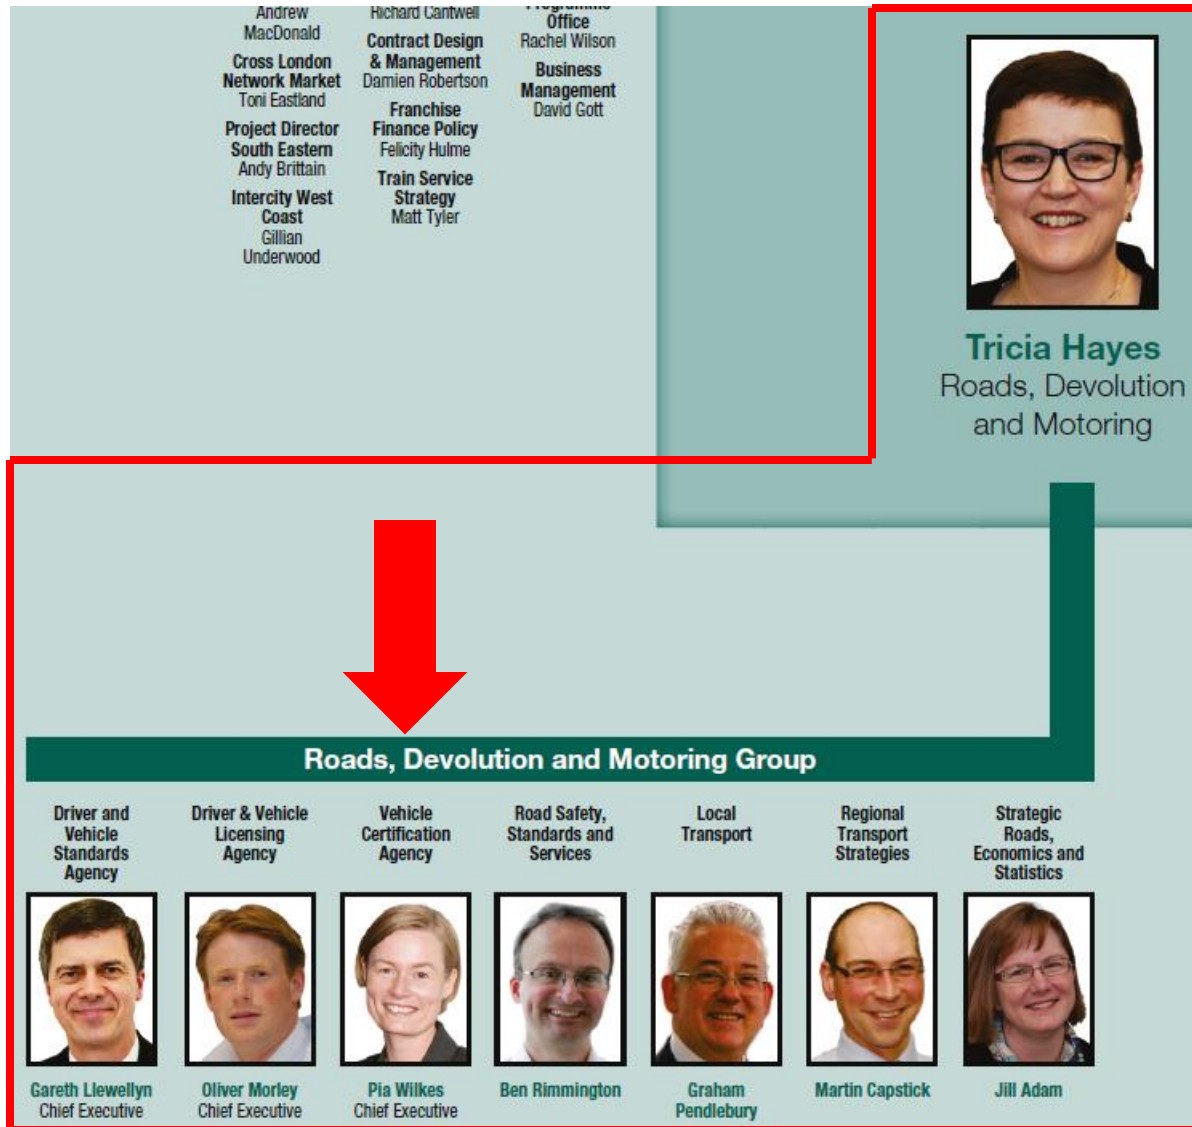 Andrew
MacDonald
Cross London
Network Market
Toni Eastland
Project Director
South Eastern
Andy Brittain
Intercity West
Coast
Gillian
Underwood
Richard Cantwell
Contract Design
& Management
Damien Robertson
Franchise
Finance Policy
Felicity Hulme
Train Service
Strategy
Matt Tyler
Programme
Office
Rachel Wilson
Business
Management
David Gott
Tricia Hayes
Roads, Devolution
and Motoring
Roads, Devolution and Motoring Group
Driver and
Vehicle
Standards
Agency
Gareth Llewellyn
Chief Executive
Driver & Vehicle
Licensing
Agency
Oliver Morley
Chief Executive
Vehicle
Certification
Agency
Pia Wilkes
Chief Executive
Road Safety,
Standards and
Services
Ben Rimmington
Local
Transport
Graham
Pendlebury
Regional
Transport
Strategies
Martin Capstick
Strategic
Roads,
Economics and
Statistics
Jill Adam